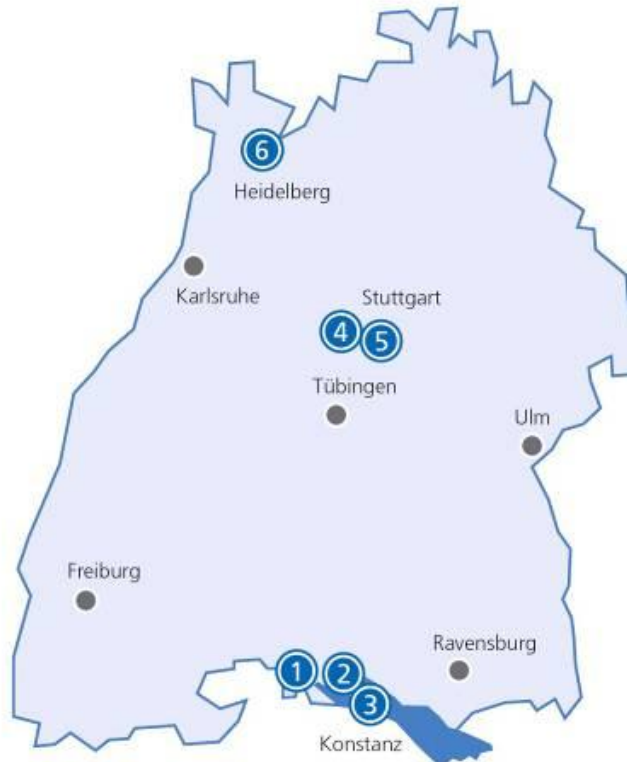 6
Heidelberg
Karlsruhe
Stuttgart
4
5
Tübingen
Ulm
Freiburg
Ravensburg
1
2
3
Konstanz